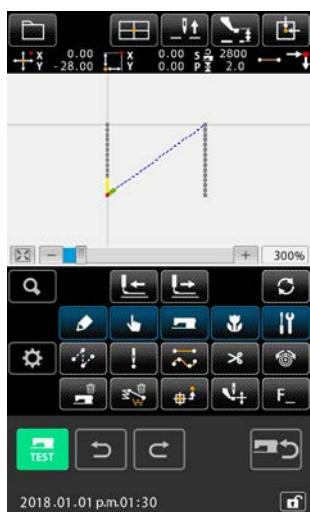 X 0.00 X 0.00 S 2800
Y -28.00 Y 0.00 P 2.0
300%
F_
TEST
2018.01.01 p.m.01:30